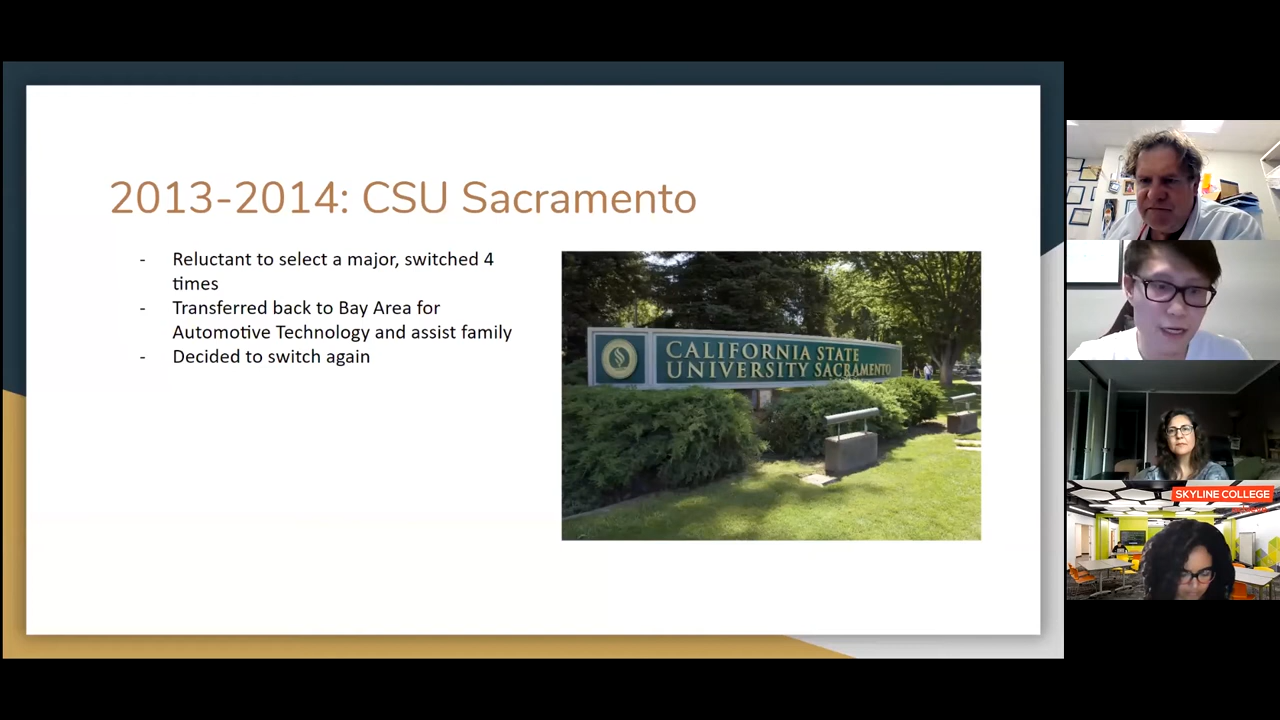 2013-2014: CSU Sacramento
- Reluctant to select a major, switched 4
times
- Transferred back to Bay Area for
Automotive Technology and assist family
- Decided to switch again
CALIFORNIA STATE
UNIVERSITY SACRAMENTO
SKYLINE COLLEGE